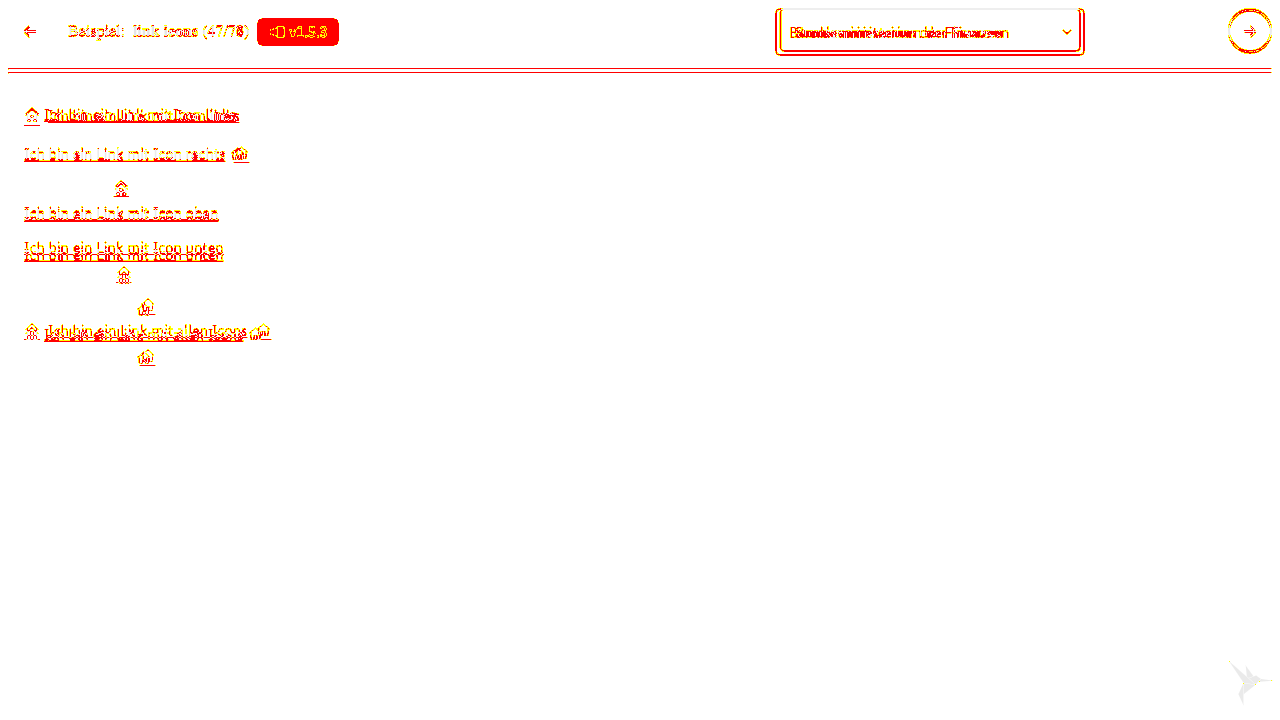 Beispiel: link icons (47/78) v1.5.3
Ich bin ein Link mit Icon links
Ich bin ein Link mit Icon rechts
Ich bin ein Link mit Icon oben
Ich bin ein Link mit Icon unten
Ich bin ein Link mit allen Icons